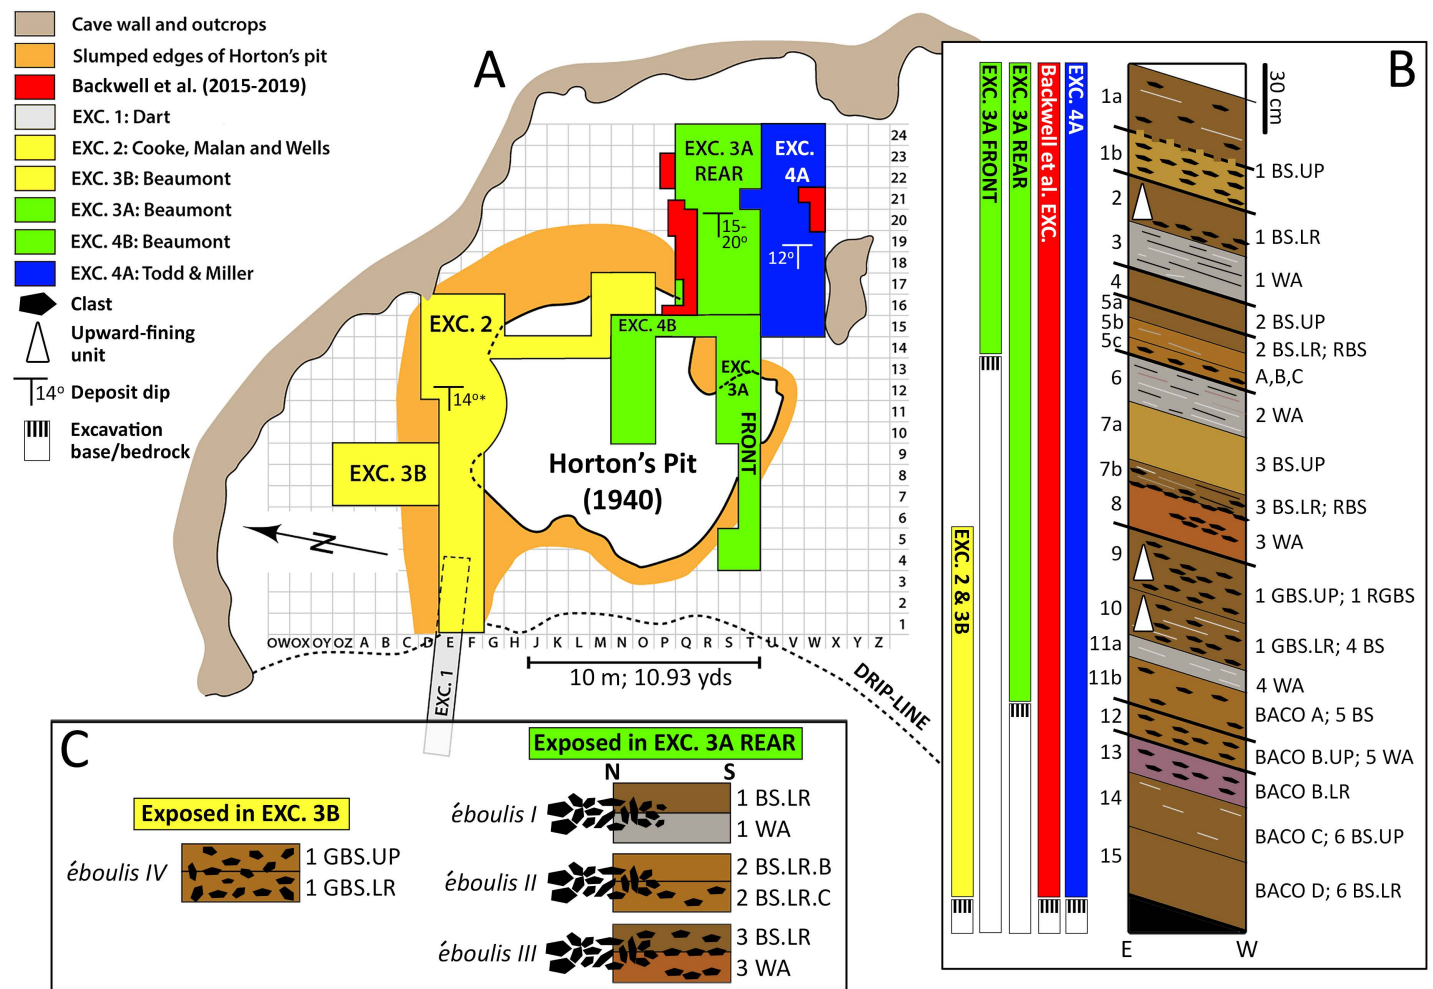 Cave wall and outcrops
Slumped edges of Horton's pit
Backwell et al. (2015-2019)
EXC. 1: Dart
EXC. 2: Cooke, Malan and Wells
EXC. 3B: Beaumont
EXC. 3A: Beaumont
EXC. 4B: Beaumont
EXC. 4A: Todd & Miller
Clast
Upward-fining
unit
14º Deposit dip
Excavation
base/bedrock
A
EXC. 3A
REAR
EXC.
4A
15-
20º
12º
EXC. 2
EXC. 4B
EXC.
3A
FRONT
14º*
EXC. 3B
Horton's Pit
(1940)
N
EXC. 1
24
23
22
21
20
19
18
17
16
15
14
13
12
11
10
9
8
7
6
5
4
3
2
1
OW OX OY OZ A B C D E F G H J K L M N O P Q R S T U V W X Y Z
10 m; 10.93 yds
DRIP-LINE
B
EXC. 3A FRONT
EXC. 3A REAR
Backwell et al. EXC.
EXC. 4A
EXC. 2 & 3B
30 cm
1a
1b
2
3
4
5a
5b
5c
6
7a
7b
8
9
10
11a
11b
12
13
14
15
1 BS.UP
1 BS.LR
1 WA
2 BS.UP
2 BS.LR; RBS
A,B,C
2 WA
3 BS.UP
3 BS.LR; RBS
3 WA
1 GBS.UP; 1 RGBS
1 GBS.LR; 4 BS
4 WA
BACO A; 5 BS
BACO B.UP; 5 WA
BACO B.LR
BACO C; 6 BS.UP
BACO D; 6 BS.LR
E W
C
Exposed in EXC. 3B
éboulis IV
1 GBS.UP
1 GBS.LR
Exposed in EXC. 3A REAR
N S
éboulis I
1 BS.LR
1 WA
éboulis II
2 BS.LR.B
2 BS.LR.C
éboulis III
3 BS.LR
3 WA